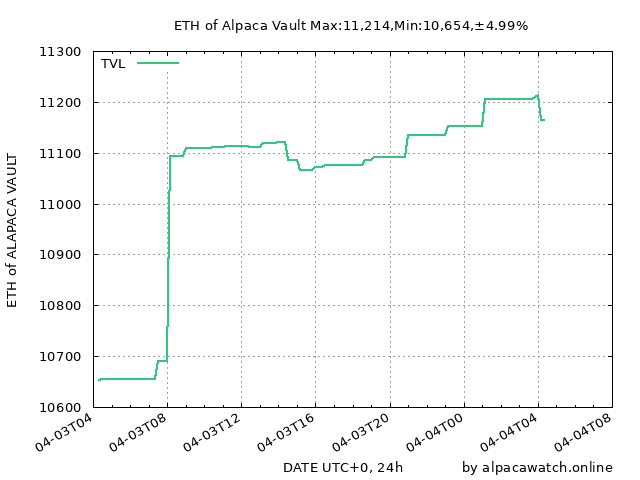 ETH of Alpaca Vault Max:11,214,Min:10,654,±4.99%
TVL
11300
11200
11100
11000
10900
10800
10700
10600
ETH of ALAPACA VAULT
04-03T04
04-03T08
04-03T12
04-03T16
04-03T20
04-04T00
04-04T04
04-04T08
DATE UTC+0, 24h
by alpacawatch.online